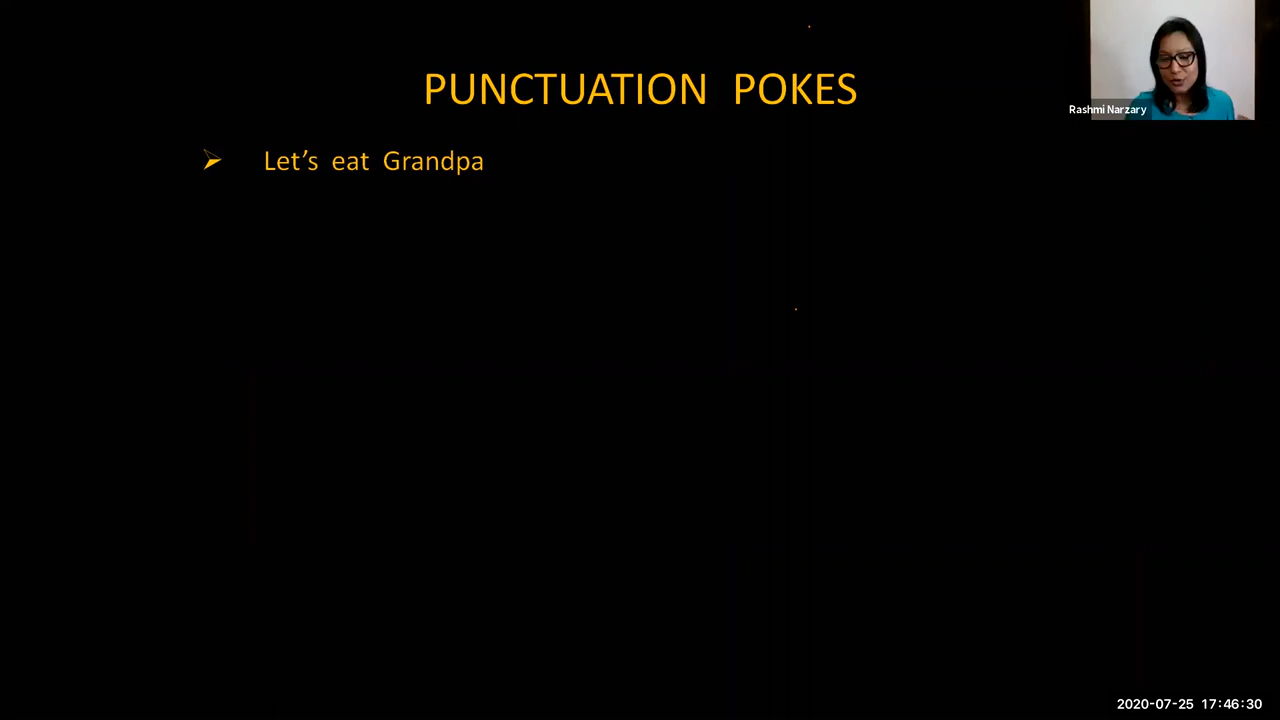 PUNCTUATION POKES
Rashmi Narzary
Let’s eat Grandpa
2020-07-25 17:46:30